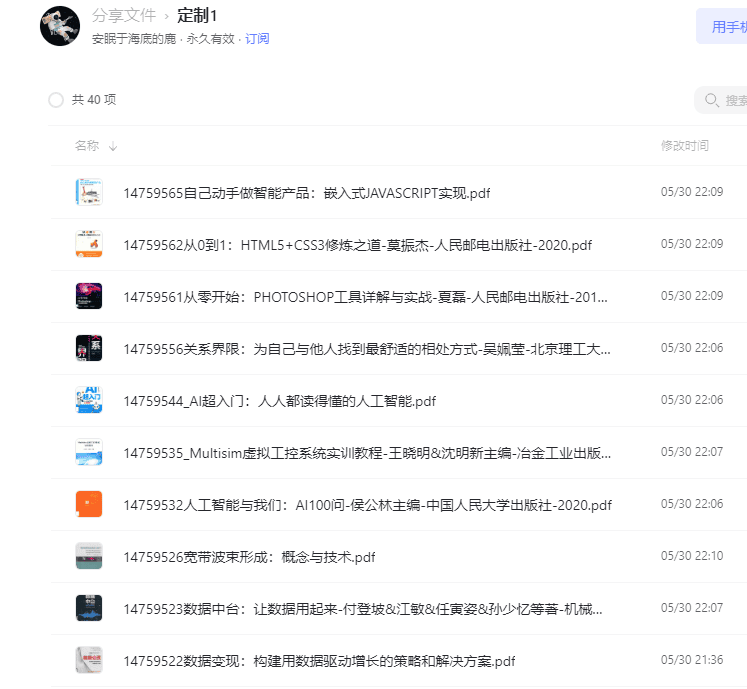 分享文件 › 定制1
安眠于海底的鹿 · 永久有效 · 订阅
用手机
共 40 项
搜索
名称 ↓
修改时间
14759565自己动手做智能产品：嵌入式JAVASCRIPT实现.pdf
05/30 22:09
14759562从0到1：HTML5+CSS3修炼之道-莫振杰-人民邮电出版社-2020.pdf
05/30 22:09
14759561从零开始：PHOTOSHOP工具详解与实战-夏磊-人民邮电出版社-201...
05/30 22:09
14759556关系界限：为自己与他人找到最舒适的相处方式-吴姵莹-北京理工大...
05/30 22:06
14759544_AI超入门：人人都读得懂的人工智能.pdf
05/30 22:06
14759535_Multisim虚拟工控系统实训教程-王晓明&沈明新主编-冶金工业出版...
05/30 22:07
14759532人工智能与我们：AI100问-侯公林主编-中国人民大学出版社-2020.pdf
05/30 22:06
14759526宽带波束形成：概念与技术.pdf
05/30 22:10
14759523数据中台：让数据用起来-付登坡&江敏&任寅姿&孙少忆等著-机械...
05/30 22:07
14759522数据变现：构建用数据驱动增长的策略和解决方案.pdf
05/30 21:36